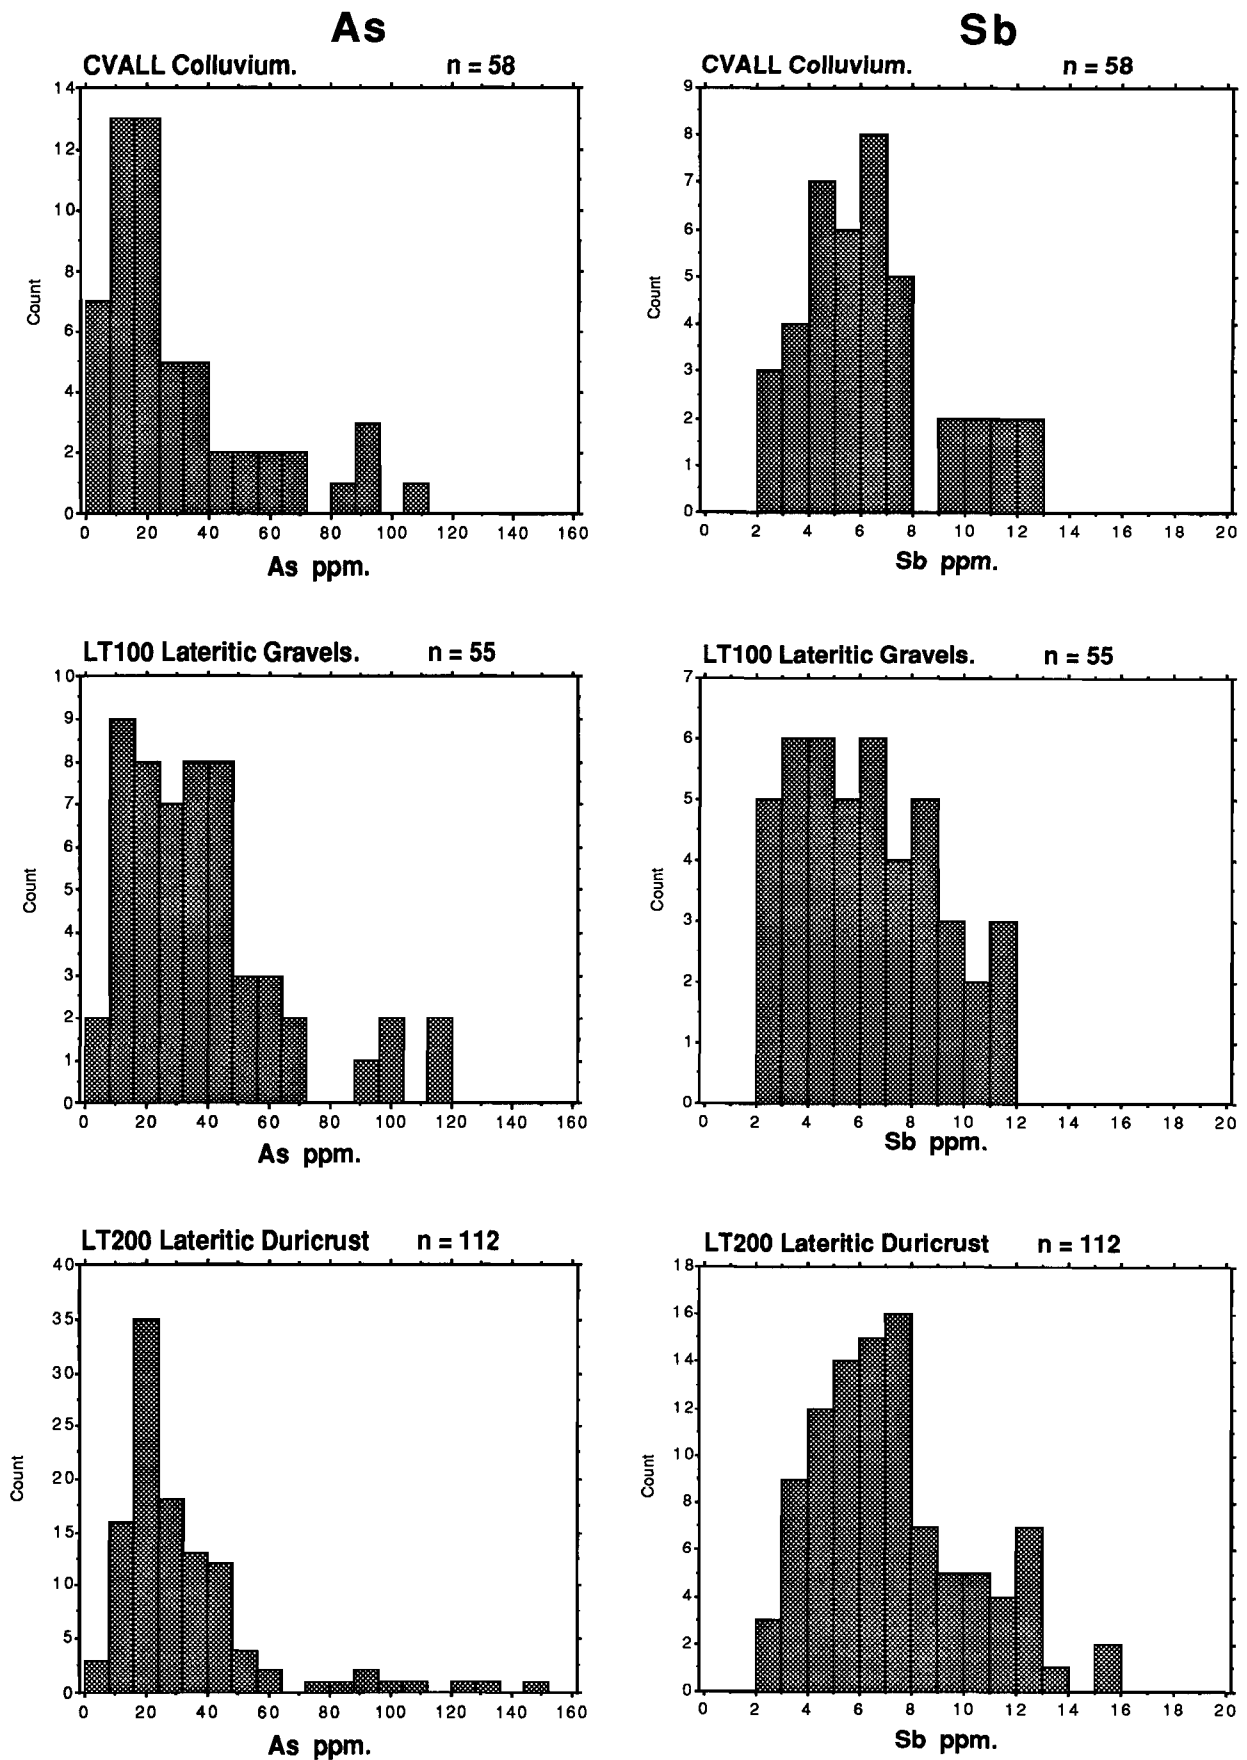 As
CVALL Colluvium. n = 58
14
12
10
8
6
4
2
0
Count
0 20 40 60 80 100 120 140 160
As ppm.
Sb
CVALL Colluvium. n = 58
9
8
7
6
5
4
3
2
1
0
Count
0 2 4 6 8 10 12 14 16 18 20
Sb ppm.
LT100 Lateritic Gravels. n = 55
10
9
8
7
6
5
4
3
2
1
0
Count
0 20 40 60 80 100 120 140 160
As ppm.
LT100 Lateritic Gravels. n = 55
7
6
5
4
3
2
1
0
Count
0 2 4 6 8 10 12 14 16 18 20
Sb ppm.
LT200 Lateritic Duricrust n = 112
40
35
30
25
20
15
10
5
0
Count
0 20 40 60 80 100 120 140 160
As ppm.
LT200 Lateritic Duricrust n = 112
18
16
14
12
10
8
6
4
2
0
Count
0 2 4 6 8 10 12 14 16 18 20
Sb ppm.